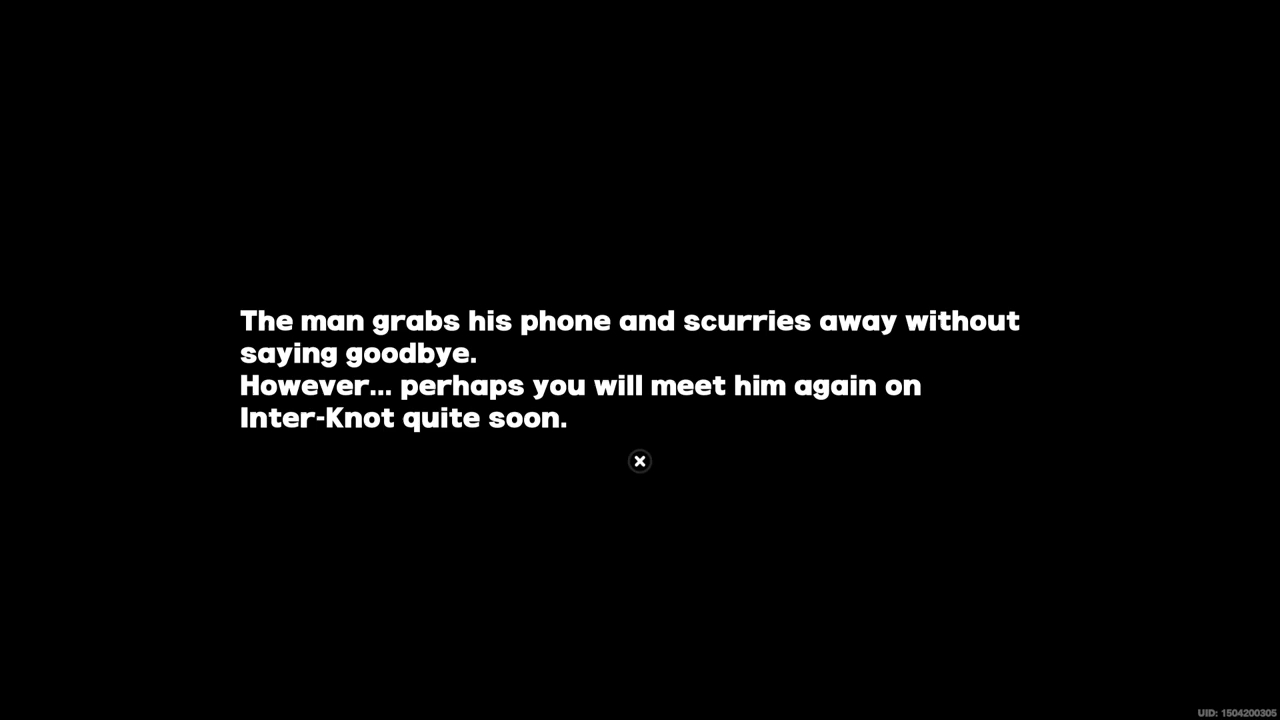 The man grabs his phone and scurries away without
saying goodbye.
However... perhaps you will meet him again on
Inter-Knot quite soon.
UID: 1504200305